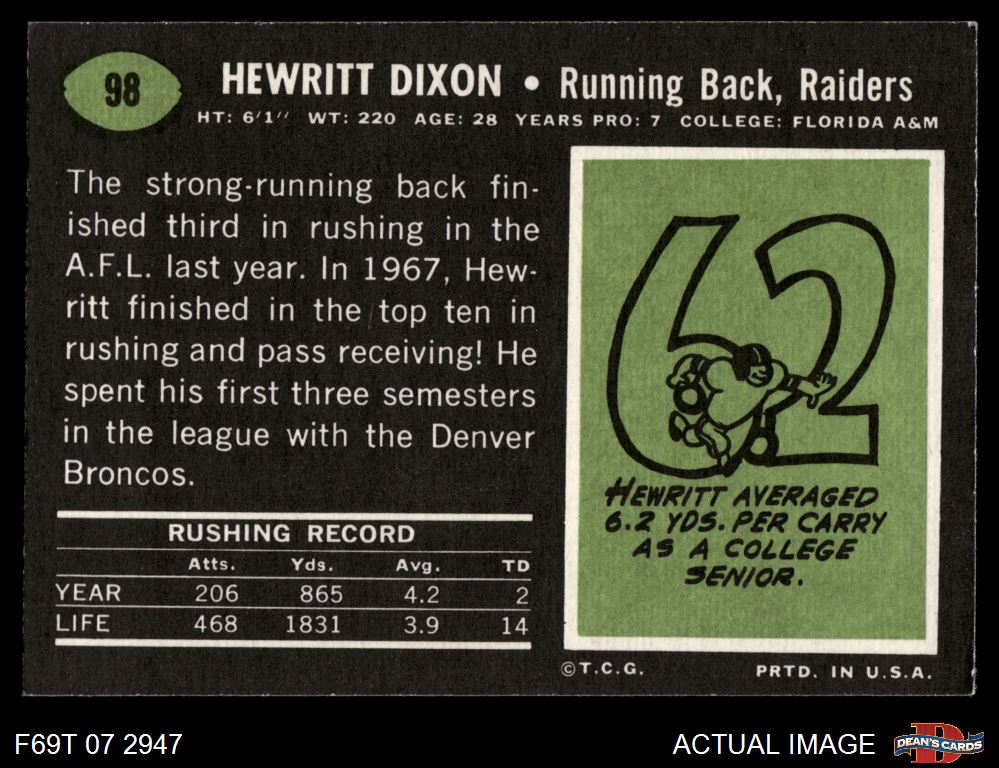 98
HEWRITT DIXON • Running Back, Raiders
HT: 6'1" WT: 220 AGE: 28 YEARS PRO: 7 COLLEGE: FLORIDA A&M
The strong-running back fin-
ished third in rushing in the
A.F.L. last year. In 1967, Hew-
ritt finished in the top ten in
rushing and pass receiving! He
spent his first three semesters
in the league with the Denver
Broncos.
RUSHING RECORD
Atts. Yds. Avg. TD
YEAR 206 865 4.2 2
LIFE 468 1831 3.9 14
62
HEWRITT AVERAGED
6.2 YDS. PER CARRY
AS A COLLEGE
SENIOR.
©T.C.G. PRTD. IN U.S.A.
F69T 07 2947
ACTUAL IMAGE
D
DEAN'S CARDS